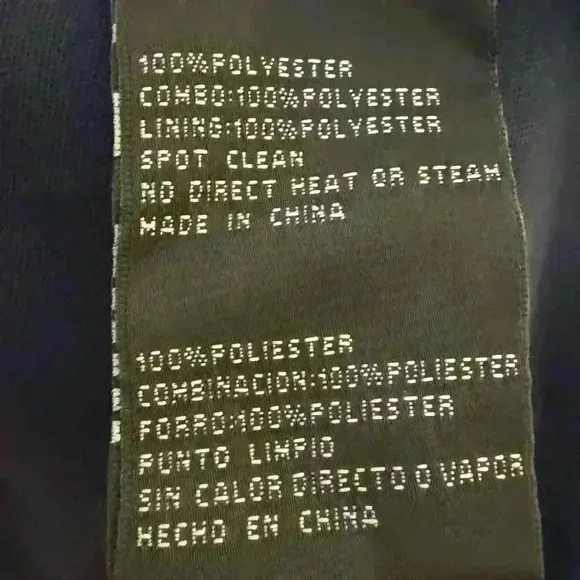 100%POLYESTER
COMBO:100%POLYESTER
LINING:100%POLYESTER
SPOT CLEAN
NO DIRECT HEAT OR STEAM
MADE IN CHINA
100%POLIESTER
COMBINACION:100%POLIESTER
FORRO:100%POLIESTER
PUNTO LIMPIO
SIN CALOR DIRECTO O VAPOR
HECHO EN CHINA